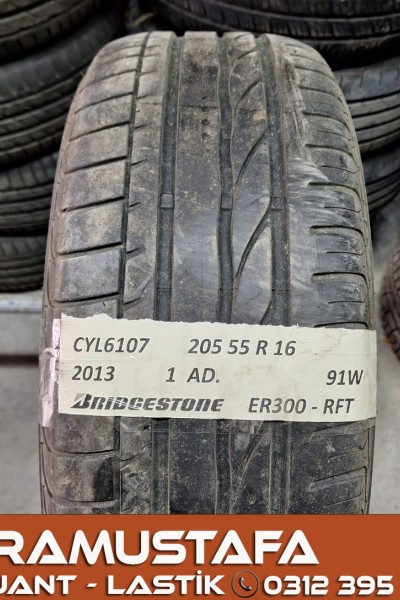 CYL6107 205 55 R 16
2013 1 AD. 91W
BRIDGESTONE ER300 - RFT
RAMUSTAFA
JANT - LASTİK 0312 395